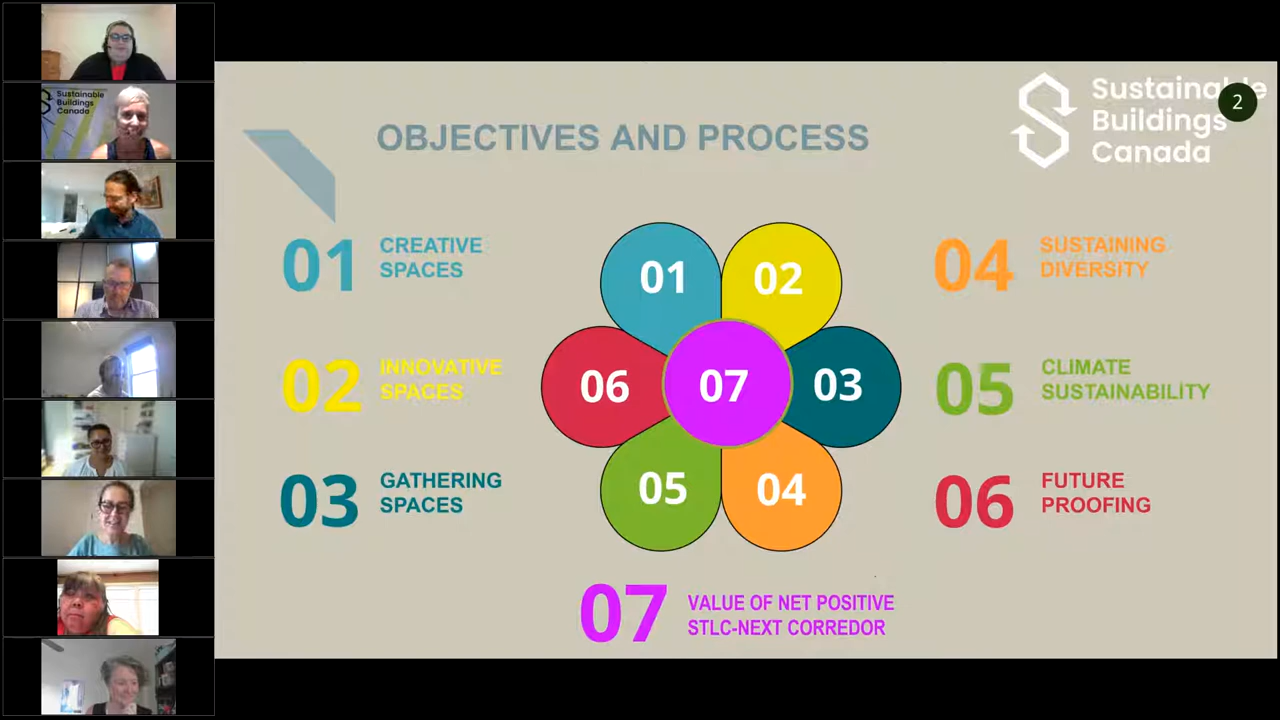 Sustainable
Buildings
Canada
Sustainable
Buildings
Canada
2
OBJECTIVES AND PROCESS
01 CREATIVE
SPACES
02 INNOVATIVE
SPACES
03 GATHERING
SPACES
01
02
06
07
03
05
04
04 SUSTAINING
DIVERSITY
05 CLIMATE
SUSTAINABILITY
06 FUTURE
PROOFING
07 VALUE OF NET POSITIVE
STLC-NEXT CORREDOR